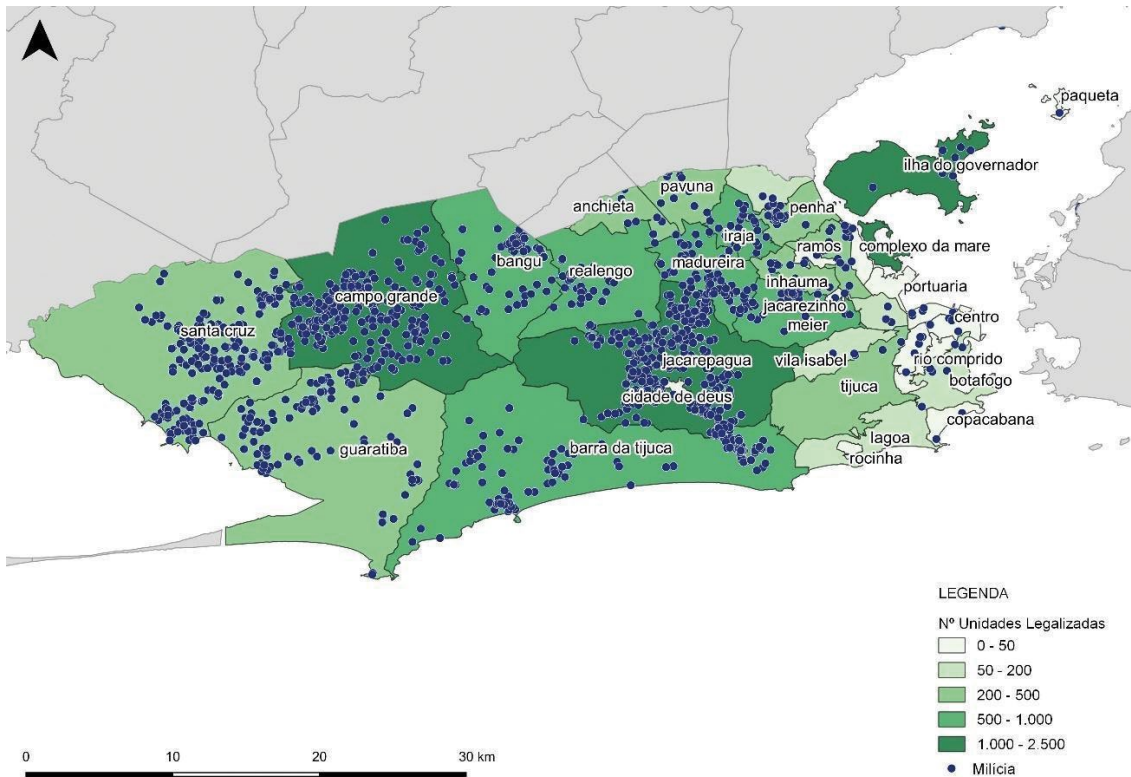 paqueta
ilha do governador
pavuna
anchieta
penha
iraja
ramos
complexo da mare
bangu
realengo
madureira
inhauma
portuaria
campo grande
jacarezinho
centro
meier
santa cruz
jacarepagua
vila isabel
rio comprido
tijuca
botafogo
cidade de deus
copacabana
guaratiba
barra da tijuca
lagoa
rocinha
LEGENDA
Nº Unidades Legalizadas
0 - 50
50 - 200
200 - 500
500 - 1.000
1.000 - 2.500
Milícia
0 10 20 30 km